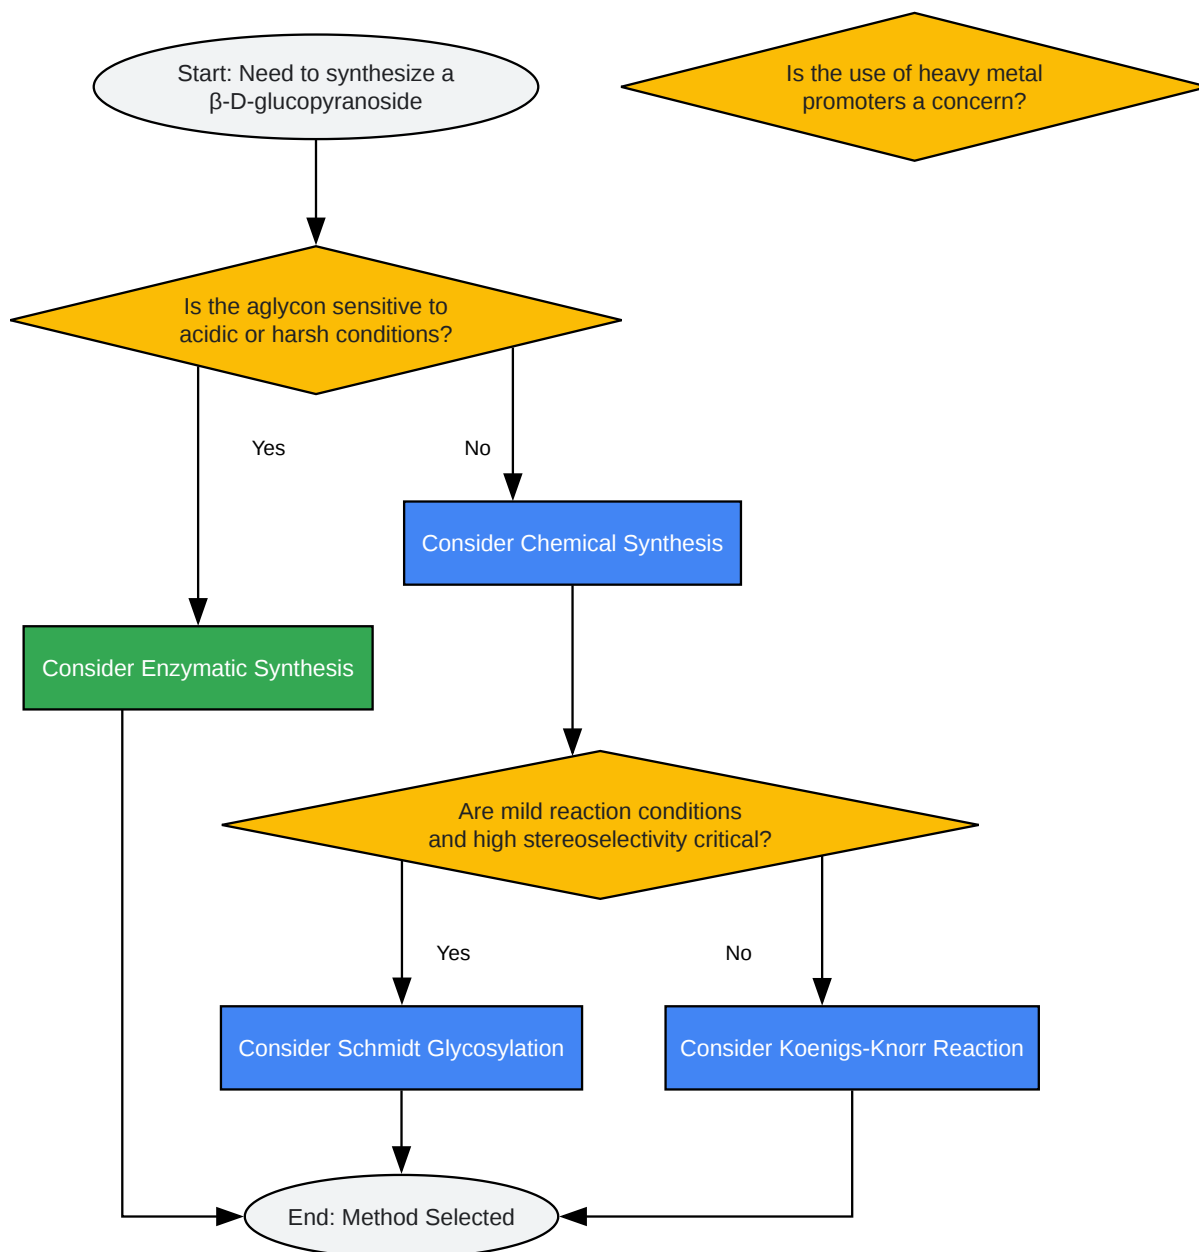 Start: Need to synthesize a
β-D-glucopyranoside
Is the use of heavy metal
promoters a concern?
Is the aglycon sensitive to
acidic or harsh conditions?
Yes
No
Consider Chemical Synthesis
Consider Enzymatic Synthesis
Are mild reaction conditions
and high stereoselectivity critical?
Yes
No
Consider Schmidt Glycosylation
Consider Koenigs-Knorr Reaction
End: Method Selected